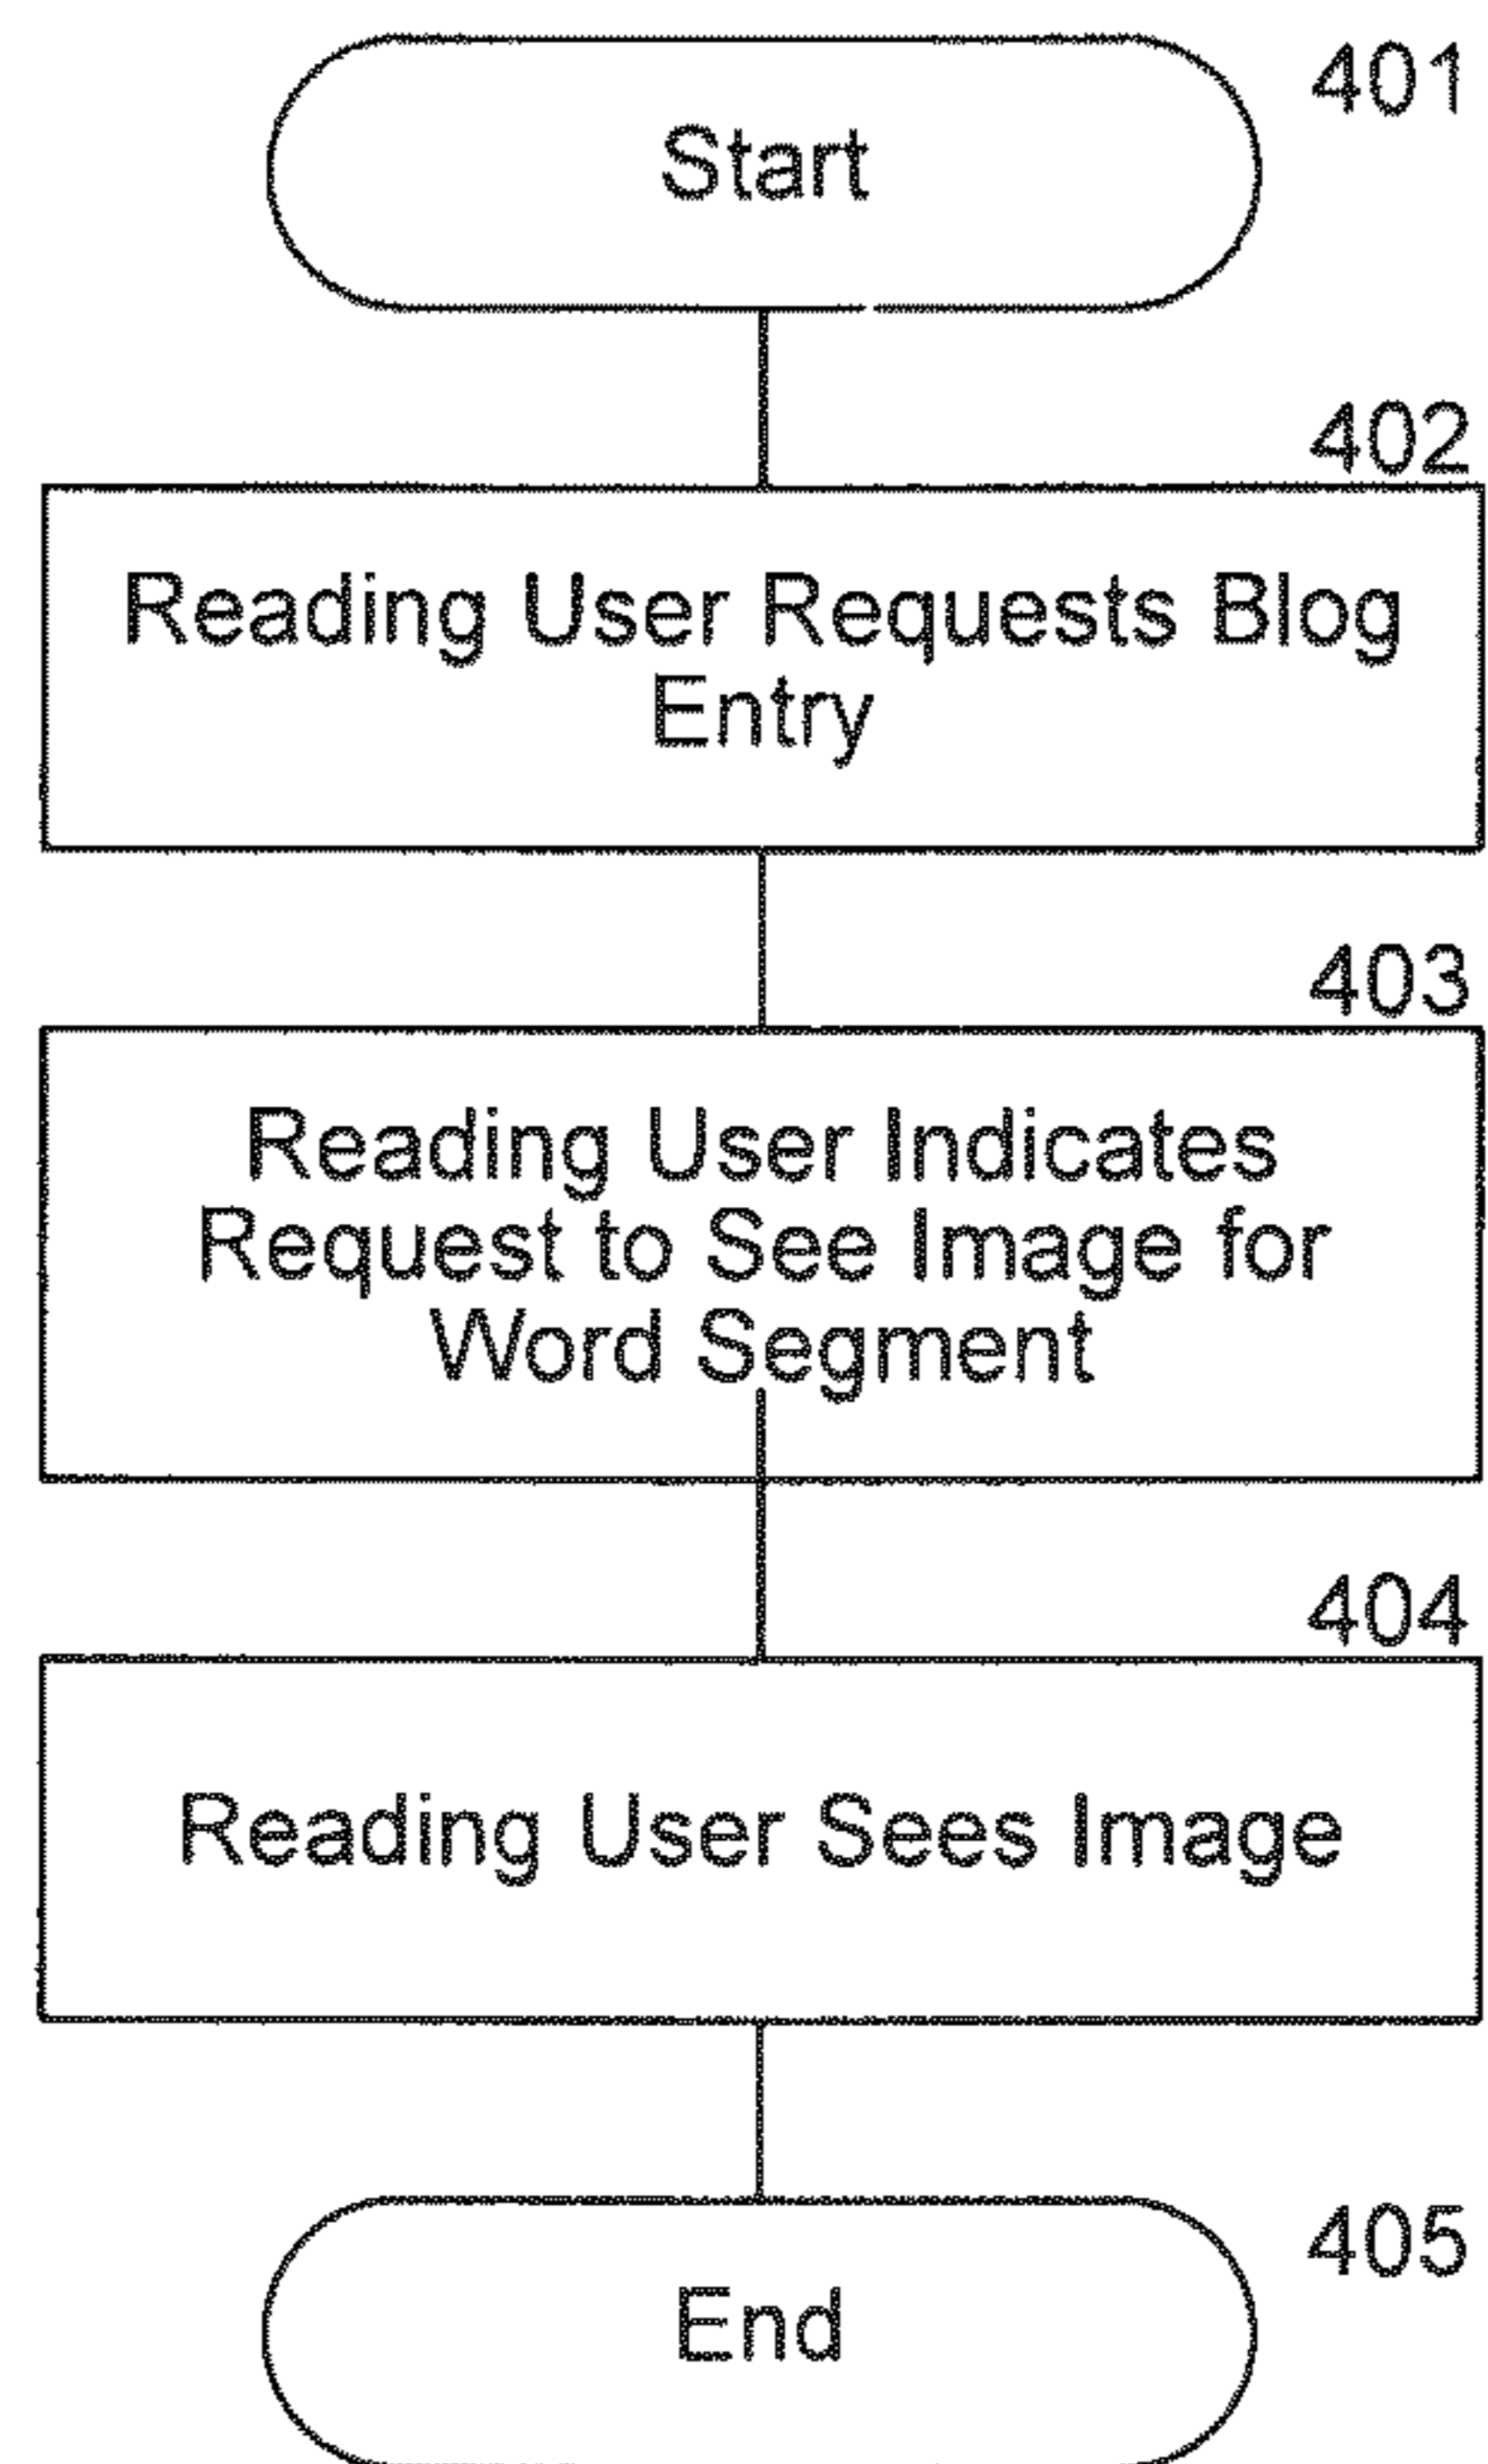 401
Start
402
Reading User Requests Blog
Entry
403
Reading User Indicates
Request to See Image for
Word Segment
404
Reading User Sees Image
405
End